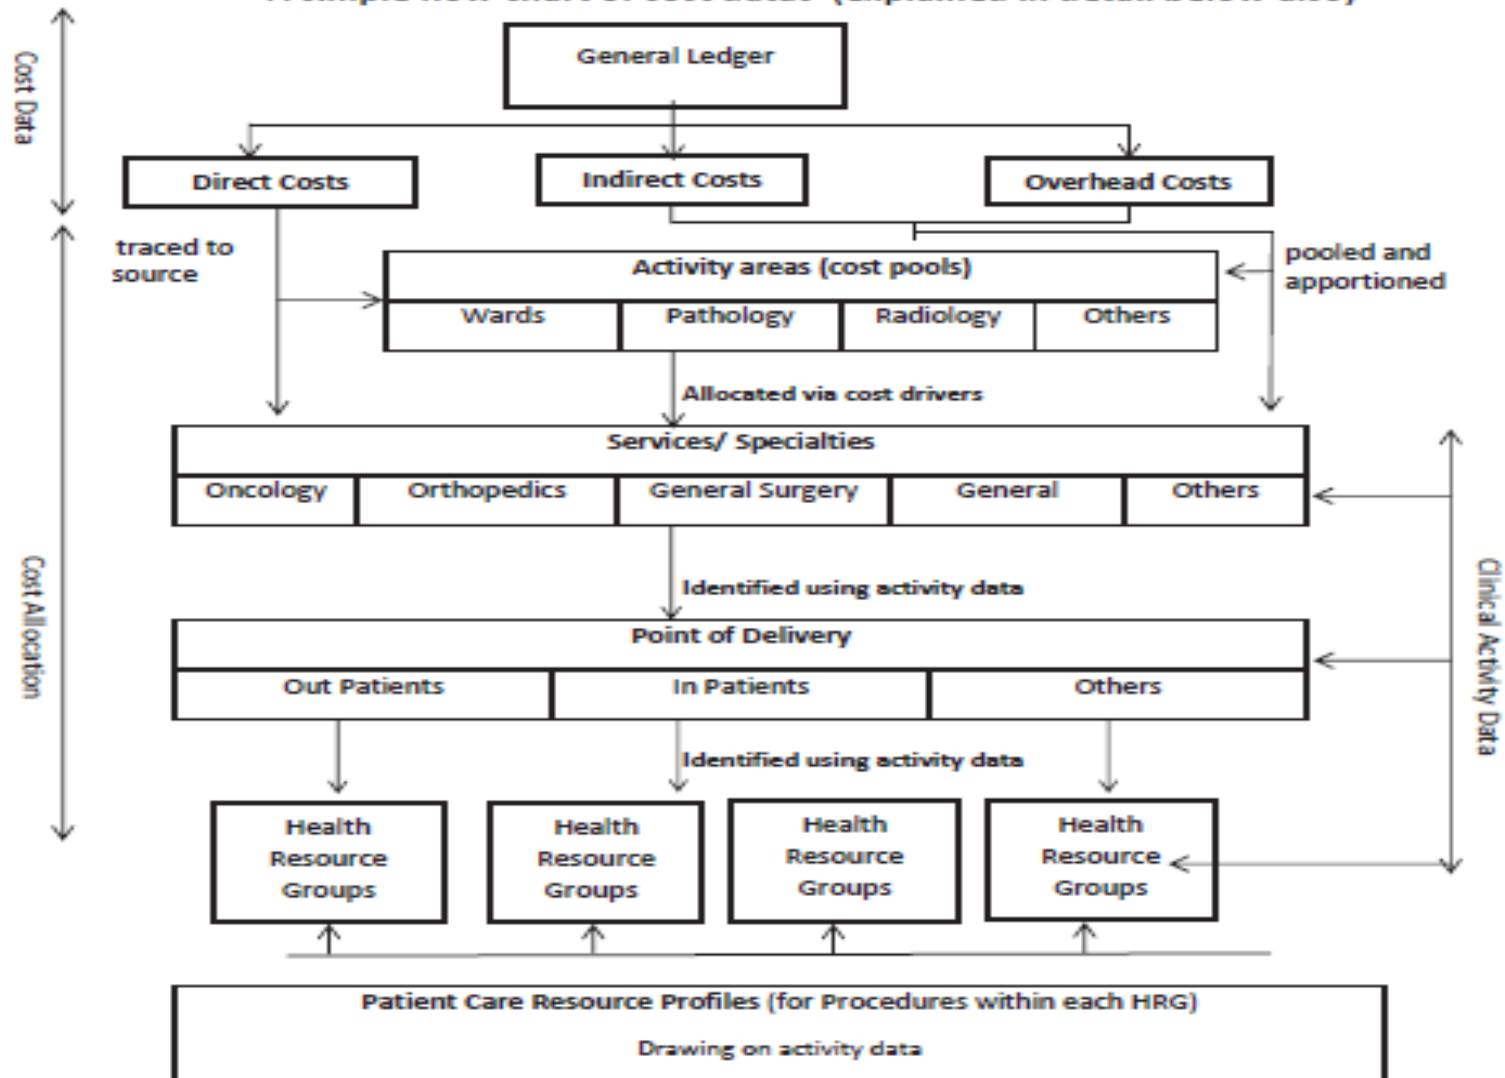 General Ledger
Cost Data
Direct Costs
Indirect Costs
Overhead Costs
traced to
source
pooled and
apportioned
Activity areas (cost pools)
Wards Pathology Radiology Others
Allocated via cost drivers
Services/ Specialties
Oncology Orthopedics General Surgery General Others
Identified using activity data
Cost Allocation
Clinical Activity Data
Point of Delivery
Out Patients In Patients Others
Identified using activity data
Health
Resource
Groups
Health
Resource
Groups
Health
Resource
Groups
Health
Resource
Groups
Patient Care Resource Profiles (for Procedures within each HRG)
Drawing on activity data